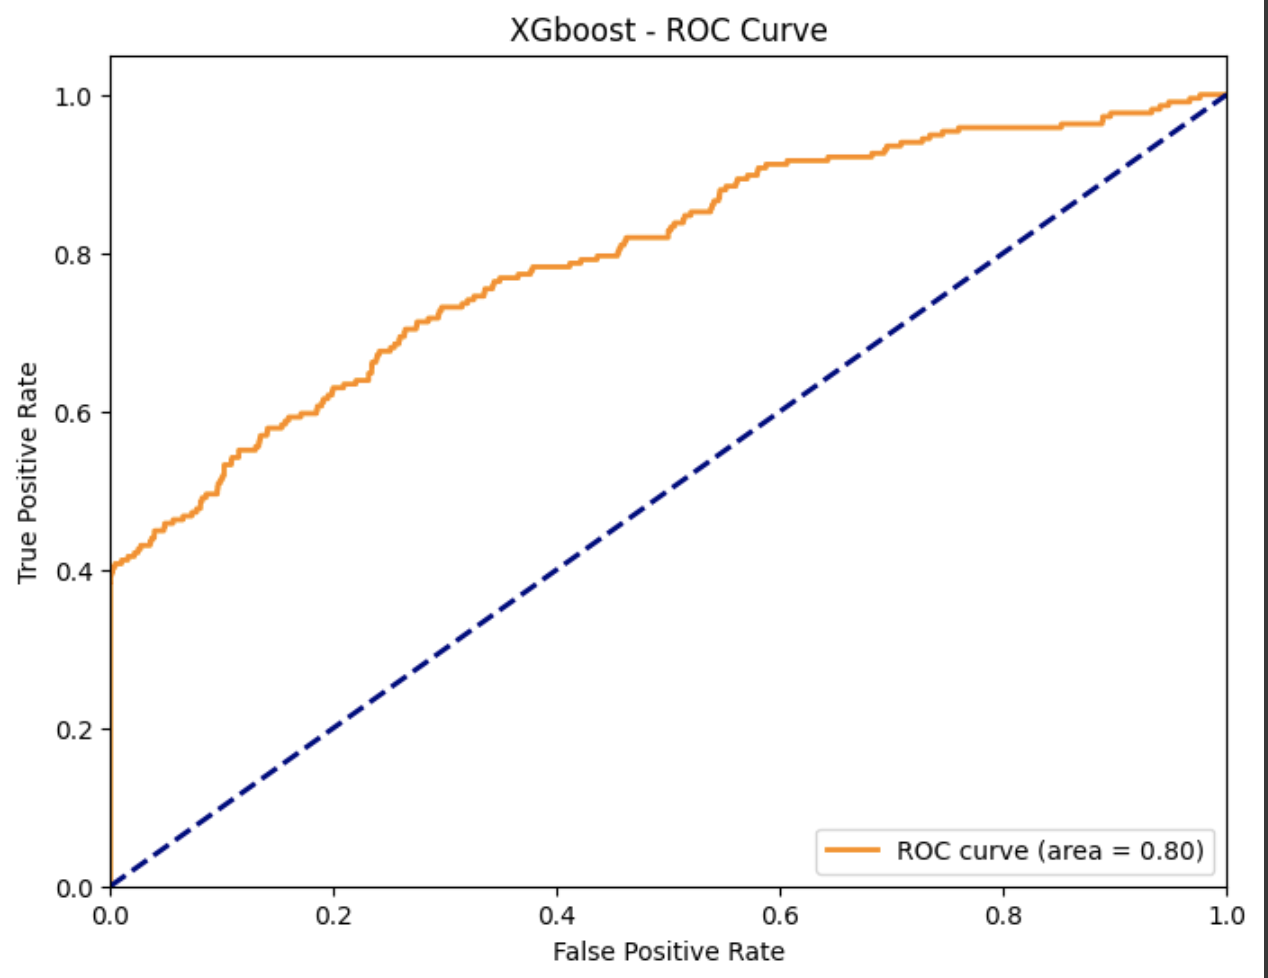 XGboost - ROC Curve
1.0
0.8
0.6
0.4
0.2
0.0
True Positive Rate
ROC curve (area = 0.80)
0.0 0.2 0.4 0.6 0.8 1.0
False Positive Rate